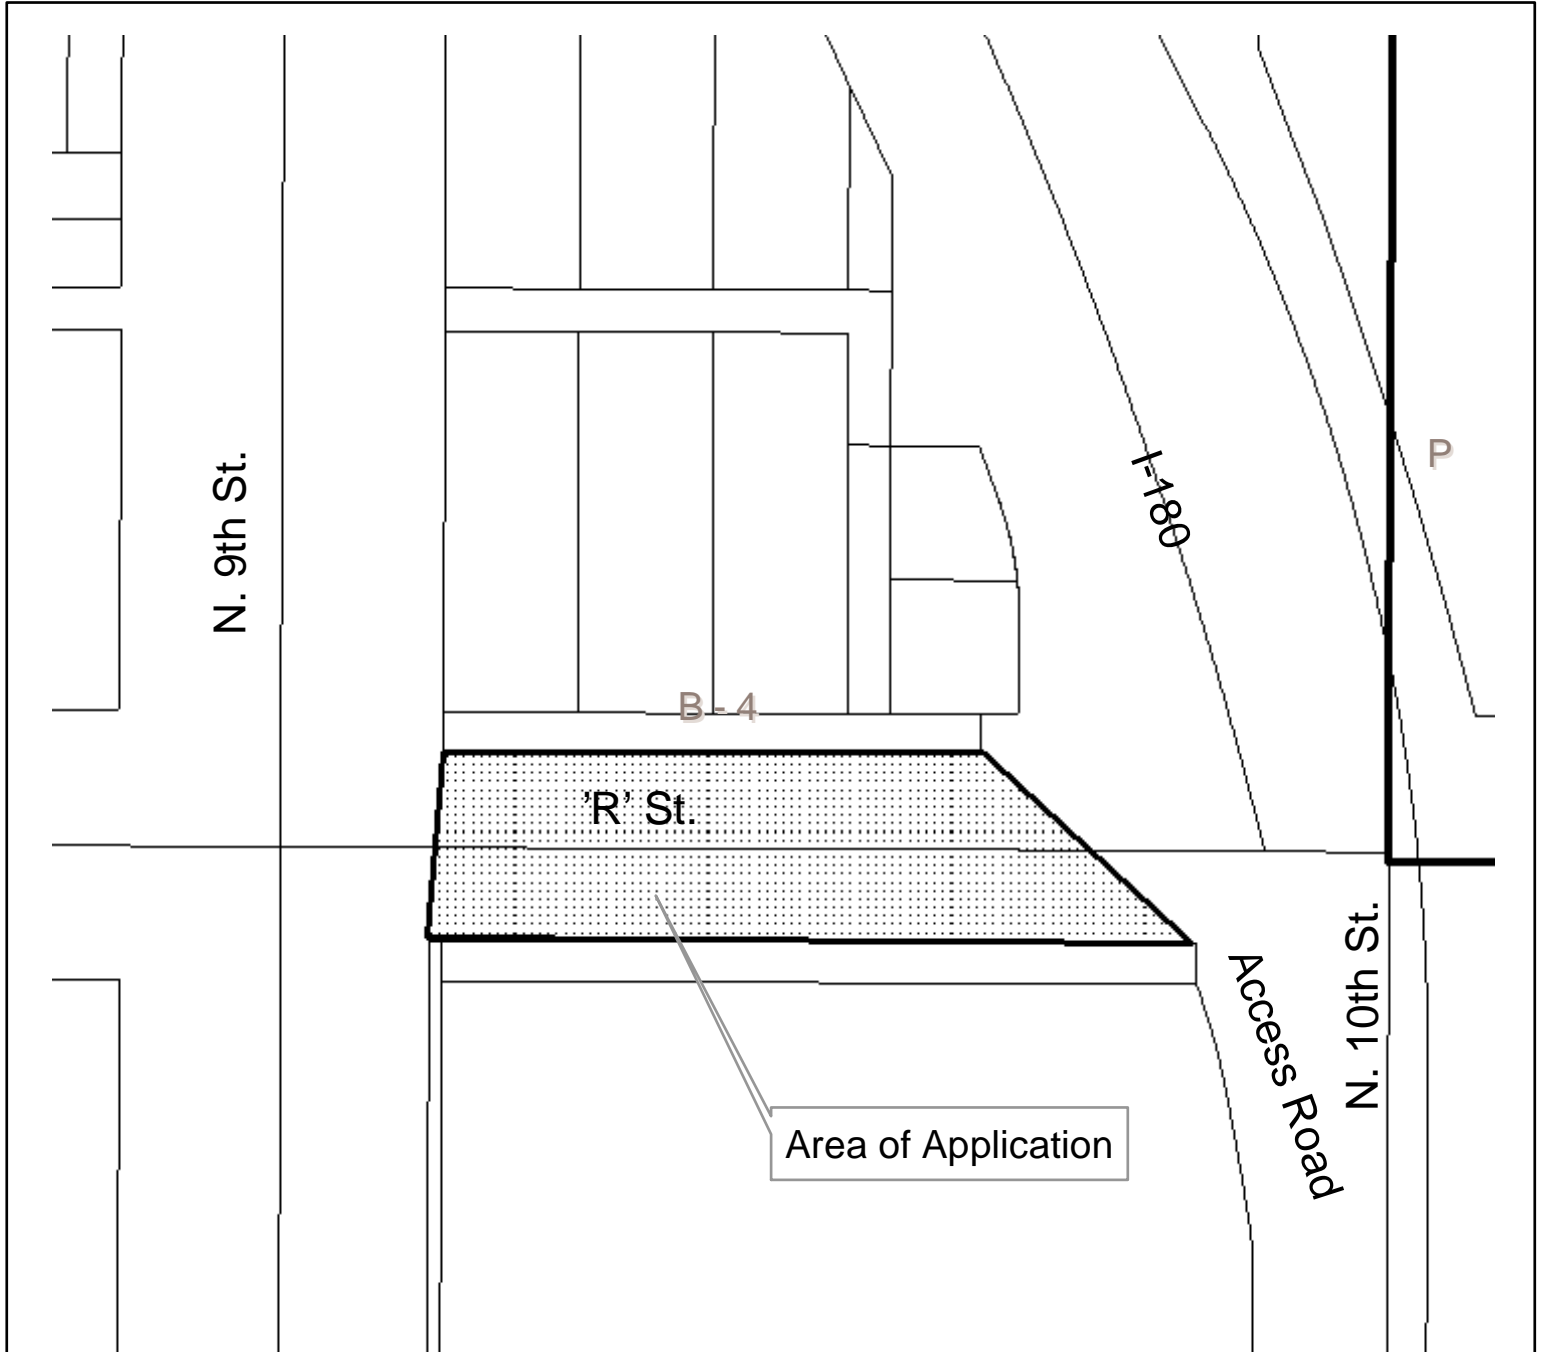 N. 9th St.
I-180
P
B - 4
'R' St.
Access Road
N. 10th St.
Area of Application